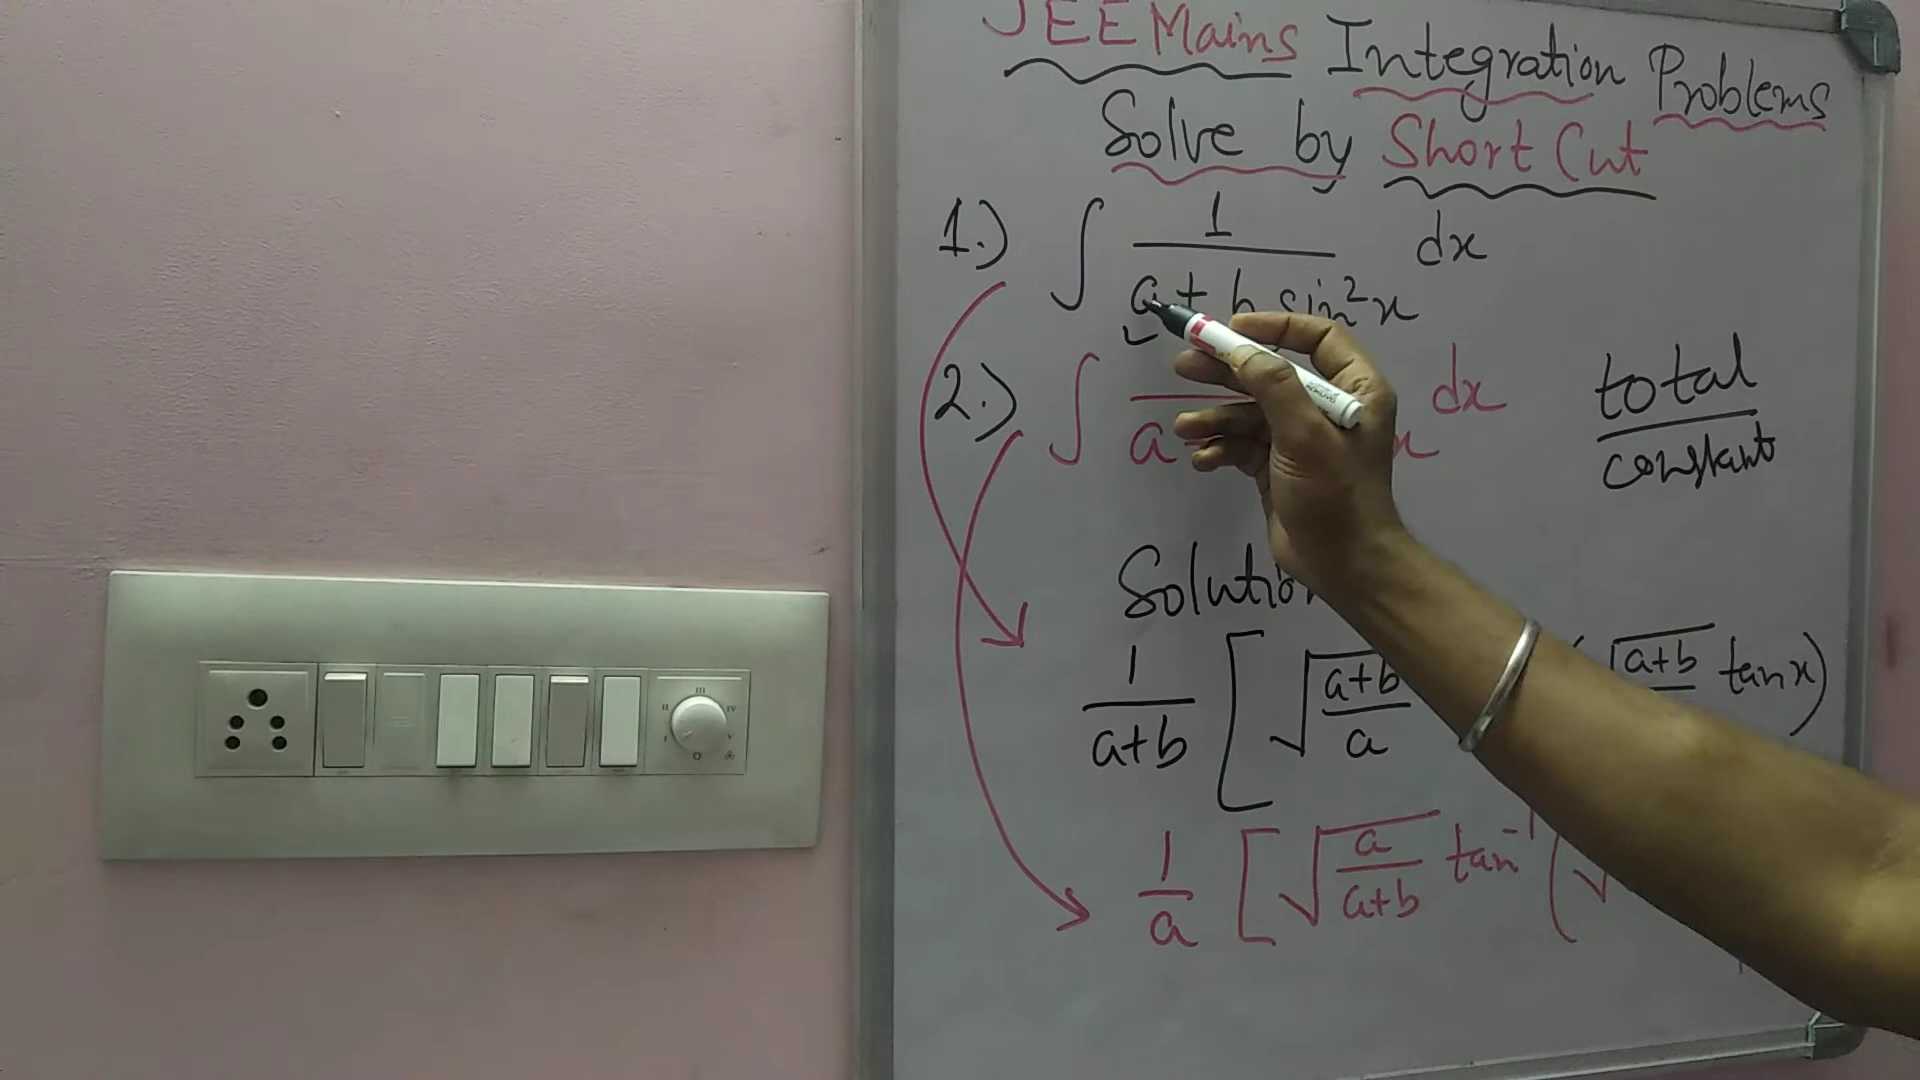 JEE Mains Integration Problems
Solve by Short Cut
1.) ∫ 1 / (a + b sin²x) dx
2.) ∫ a x dx
total / constant
Solution
1/(a+b) [ √((a+b)/a) √(a+b) tan x)
1/a [ √(a/(a+b)) tan⁻¹ ( √